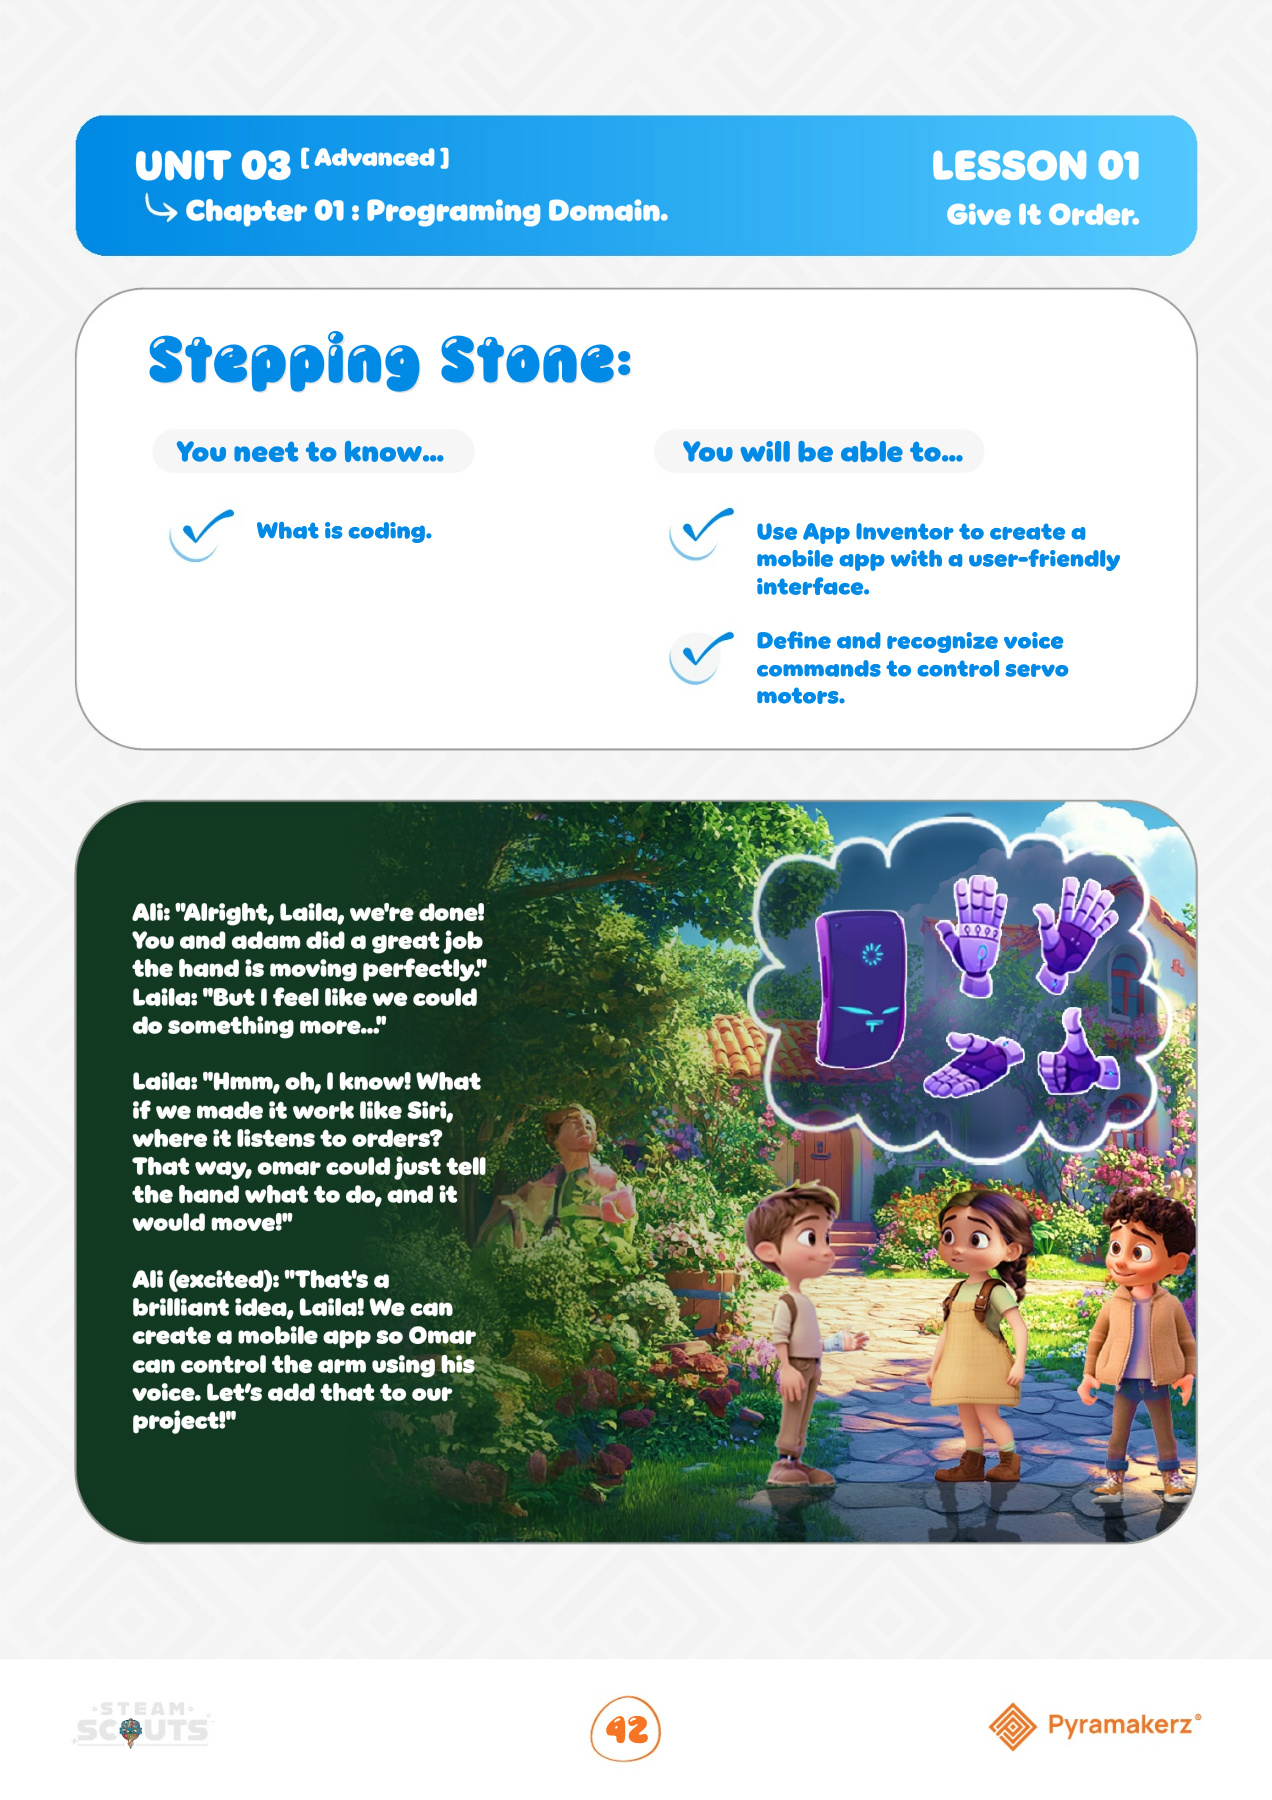 UNIT 03 [ Advanced ]
Chapter 01 : Programing Domain.
LESSON 01
Give It Order.
Stepping Stone:
You neet to know...
What is coding.
You will be able to...
Use App Inventor to create a
mobile app with a user-friendly
interface.
Define and recognize voice
commands to control servo
motors.
Ali: "Alright, Laila, we're done!
You and adam did a great job
the hand is moving perfectly."
Laila: "But I feel like we could
do something more..."
Laila: "Hmm, oh, I know! What
if we made it work like Siri,
where it listens to orders?
That way, omar could just tell
the hand what to do, and it
would move!"
Ali (excited): "That's a
brilliant idea, Laila! We can
create a mobile app so Omar
can control the arm using his
voice. Let's add that to our
project!"
STEAM
SCOUTS
42
Pyramakerz®